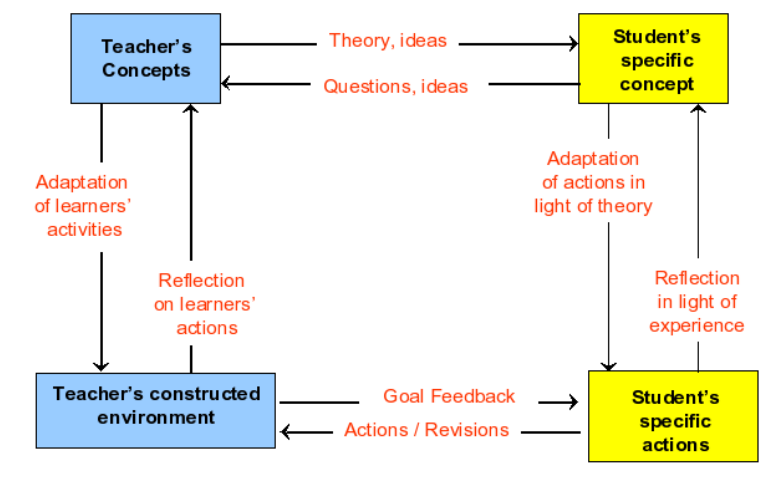 Teacher's
Concepts
Theory, ideas
Questions, ideas
Student's
specific
concept
Adaptation
of learners'
activities
Reflection
on learners'
actions
Adaptation
of actions in
light of theory
Reflection
in light of
experience
Teacher's constructed
environment
Goal Feedback
Actions / Revisions
Student's
specific
actions